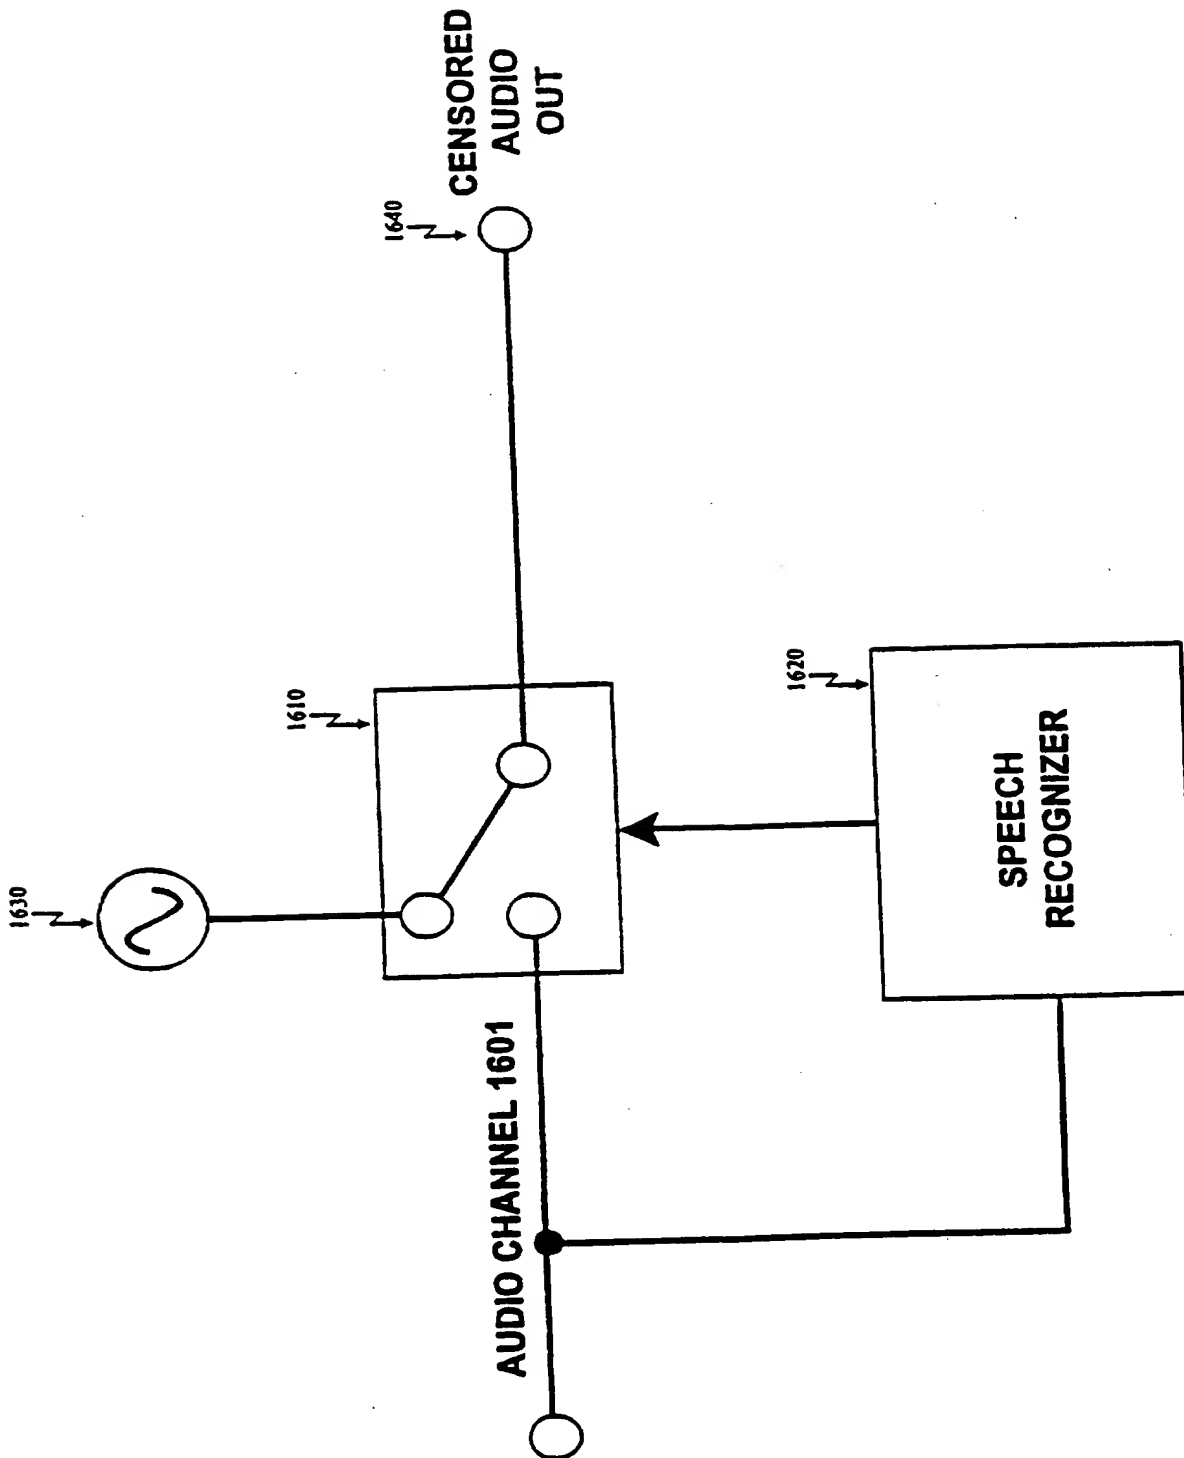 1630
1610
1640
CENSORED
AUDIO
OUT
AUDIO CHANNEL 1601
1620
SPEECH
RECOGNIZER